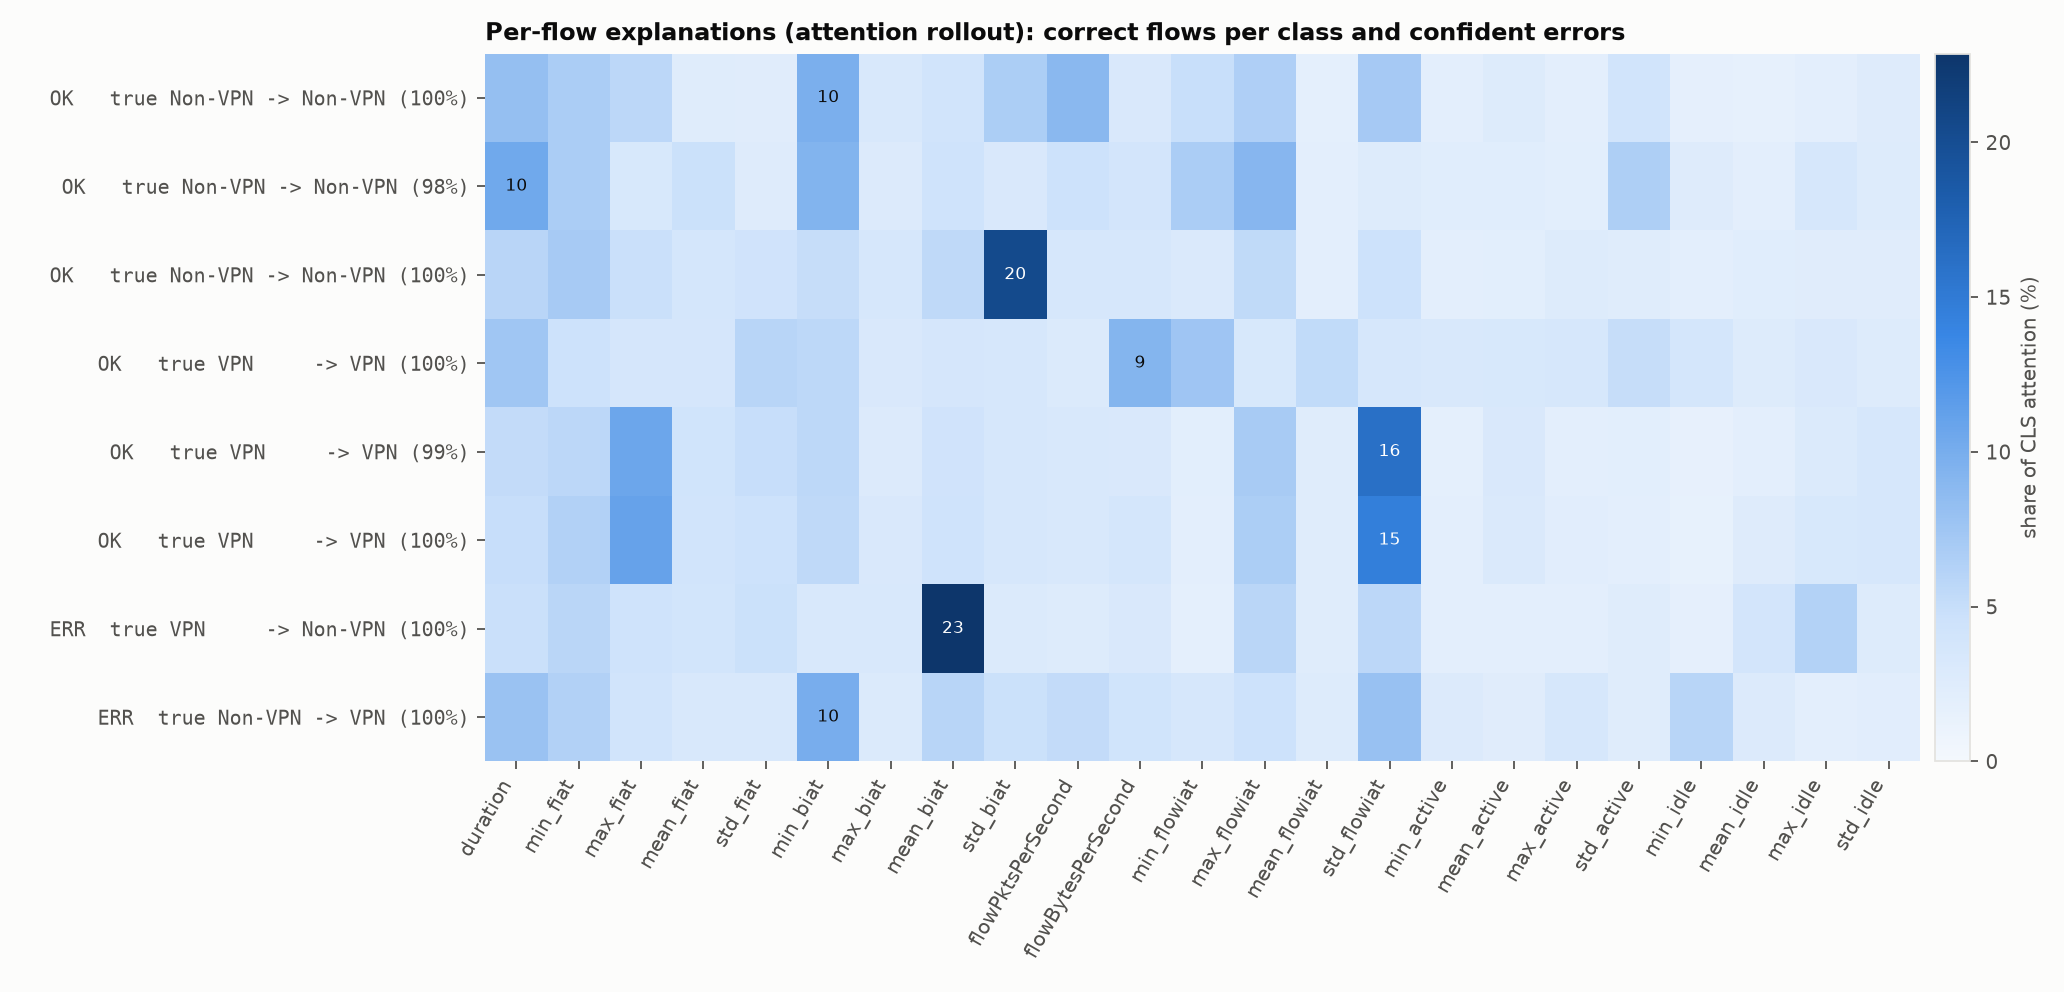 Per-flow explanations (attention rollout): correct flows per class and confident errors
OK   true Non-VPN -> Non-VPN (100%)
10
OK   true Non-VPN -> Non-VPN (98%)
10
OK   true Non-VPN -> Non-VPN (100%)
20
OK   true VPN     -> VPN (100%)
9
OK   true VPN     -> VPN (99%)
16
OK   true VPN     -> VPN (100%)
15
ERR  true VPN     -> Non-VPN (100%)
23
ERR  true Non-VPN -> VPN (100%)
10
duration
min_fiat
max_fiat
mean_fiat
std_fiat
min_biat
max_biat
mean_biat
std_biat
flowPktsPerSecond
flowBytesPerSecond
min_flowiat
max_flowiat
mean_flowiat
std_flowiat
min_active
mean_active
max_active
std_active
min_idle
mean_idle
max_idle
std_idle
20
15
10
5
0
share of CLS attention (%)